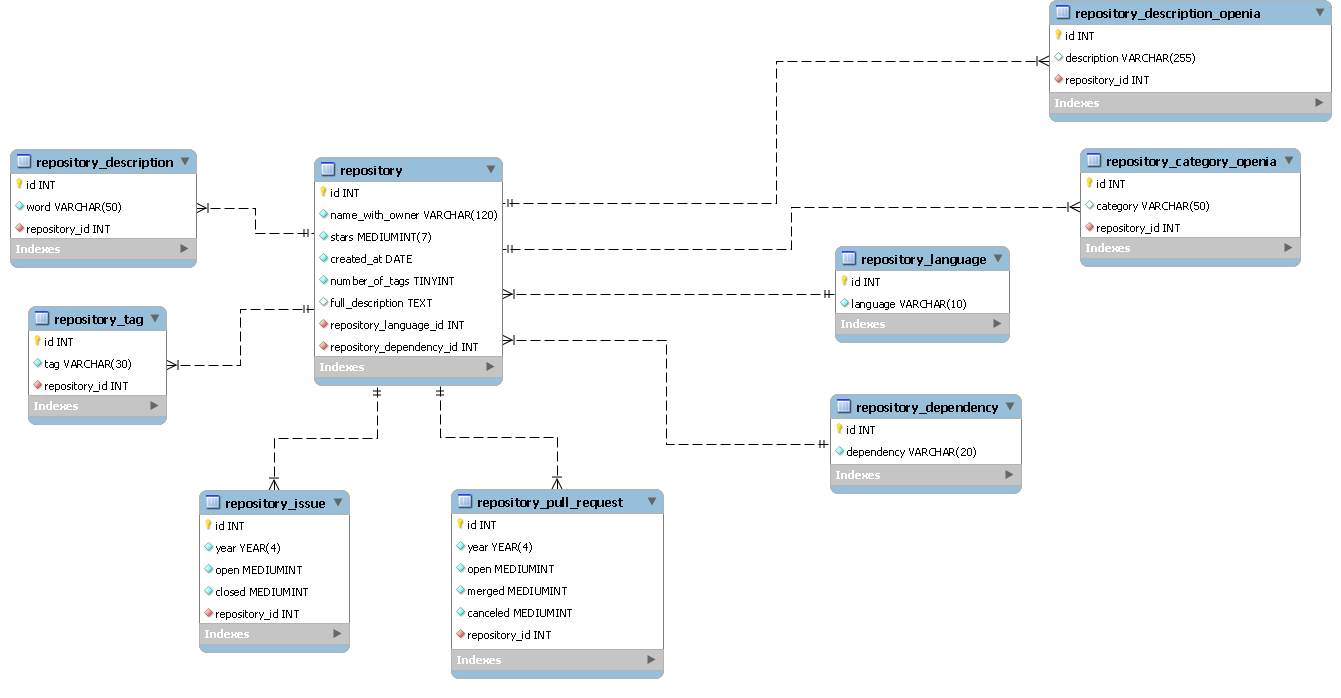 repository_description_openia
id INT
description VARCHAR(255)
repository_id INT
Indexes
repository_description
id INT
word VARCHAR(50)
repository_id INT
Indexes
repository
id INT
name_with_owner VARCHAR(120)
stars MEDIUMINT(7)
created_at DATE
number_of_tags TINYINT
full_description TEXT
repository_language_id INT
repository_dependency_id INT
Indexes
repository_category_openia
id INT
category VARCHAR(50)
repository_id INT
Indexes
repository_language
id INT
language VARCHAR(10)
Indexes
repository_tag
id INT
tag VARCHAR(30)
repository_id INT
Indexes
repository_dependency
id INT
dependency VARCHAR(20)
Indexes
repository_issue
id INT
year YEAR(4)
open MEDIUMINT
closed MEDIUMINT
repository_id INT
Indexes
repository_pull_request
id INT
year YEAR(4)
open MEDIUMINT
merged MEDIUMINT
canceled MEDIUMINT
repository_id INT
Indexes